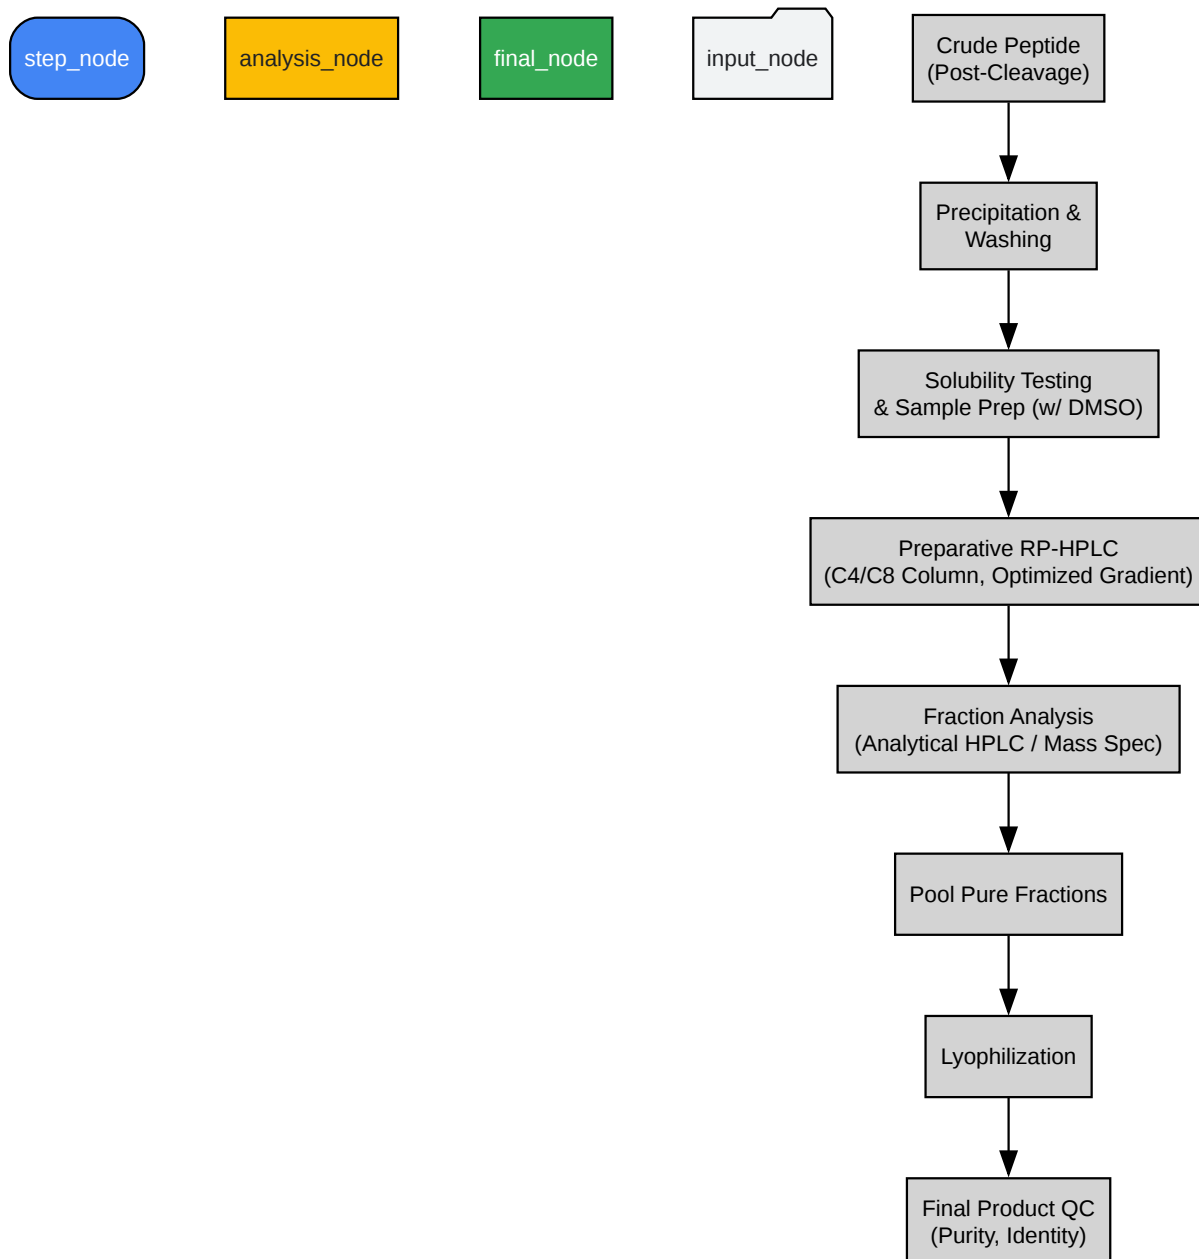 step_node
analysis_node
final_node
input_node
Crude Peptide
(Post-Cleavage)
Precipitation &
Washing
Solubility Testing
& Sample Prep (w/ DMSO)
Preparative RP-HPLC
(C4/C8 Column, Optimized Gradient)
Fraction Analysis
(Analytical HPLC / Mass Spec)
Pool Pure Fractions
Lyophilization
Final Product QC
(Purity, Identity)